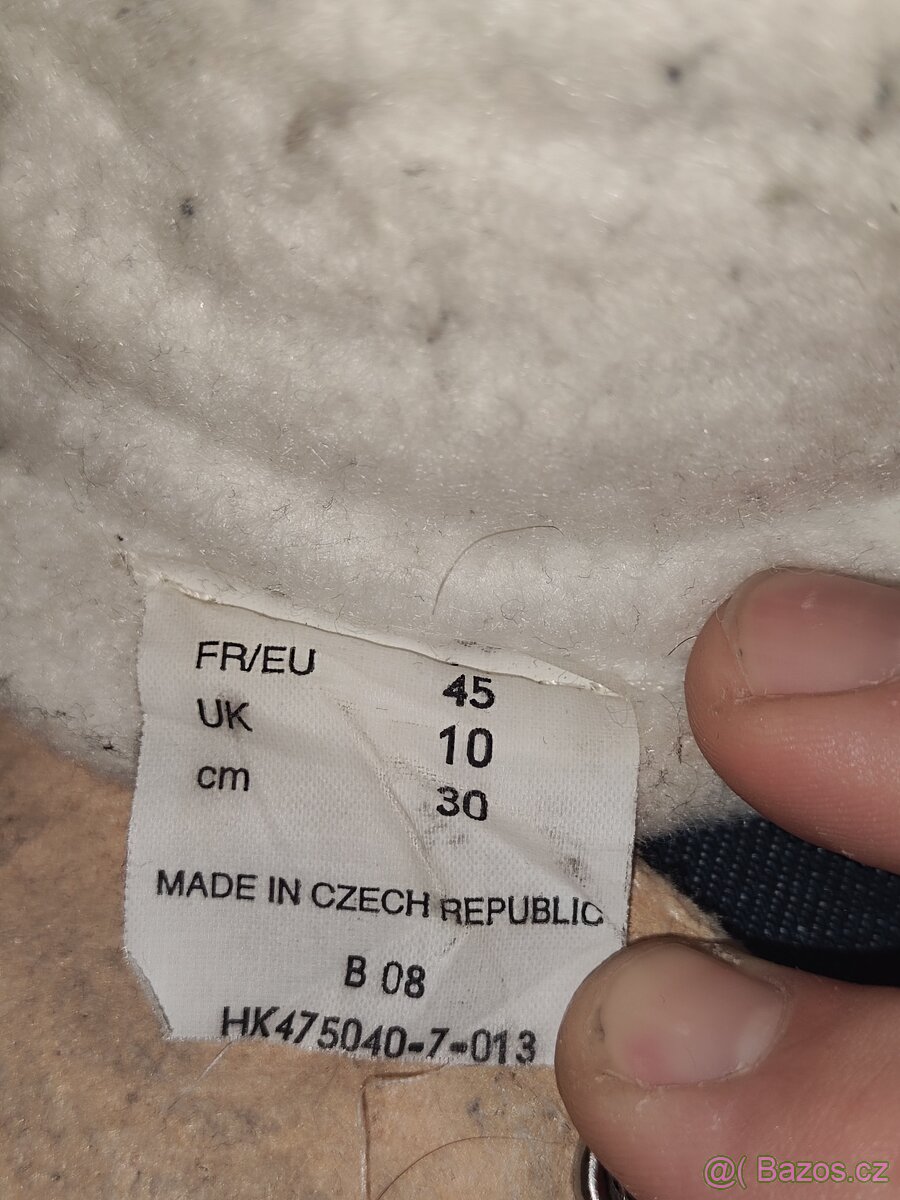 FR/EU 45
UK 10
cm 30
MADE IN CZECH REPUBLIC
B 08
HK475040-7-013
@( Bazos.cz